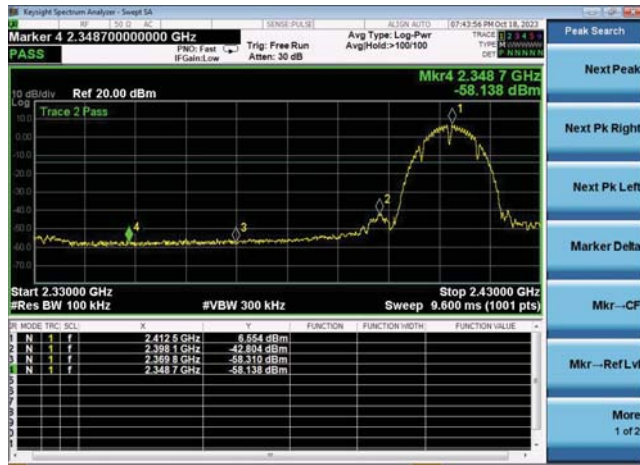 Keysight Spectrum Analyzer - Swept SA
RF 50 Ω AC SENSE:PULSE ALIGN AUTO 07:43:56 PM Oct 18, 2023
Marker 4 2.348700000000 GHz
Avg Type: Log-Pwr
TRACE 1 2 3 4 5 6
PASS
PNO: Fast
IFGain:Low
Trig: Free Run
Atten: 30 dB
Avg|Hold:>100/100
TYPE M
DET P N N N N N
Peak Search
Mkr4 2.348 7 GHz
-58.138 dBm
10 dB/div Ref 20.00 dBm
Log
Trace 2 Pass
10.0
0.00
-10.0
-20.0
-30.0
-40.0
-50.0
-60.0
-70.0
1
2
3
4
Start 2.33000 GHz
Stop 2.43000 GHz
#Res BW 100 kHz
#VBW 300 kHz
Sweep 9.600 ms (1001 pts)
MODE TRC SCL X Y FUNCTION FUNCTION WIDTH FUNCTION VALUE
N 1 f 2.412 5 GHz 6.554 dBm
N 1 f 2.398 1 GHz -42.804 dBm
N 1 f 2.369 8 GHz -58.310 dBm
N 1 f 2.348 7 GHz -58.138 dBm
Next Peak
Next Pk Right
Next Pk Left
Marker Delta
Mkr→CF
Mkr→Ref Lvl
More
1 of 2